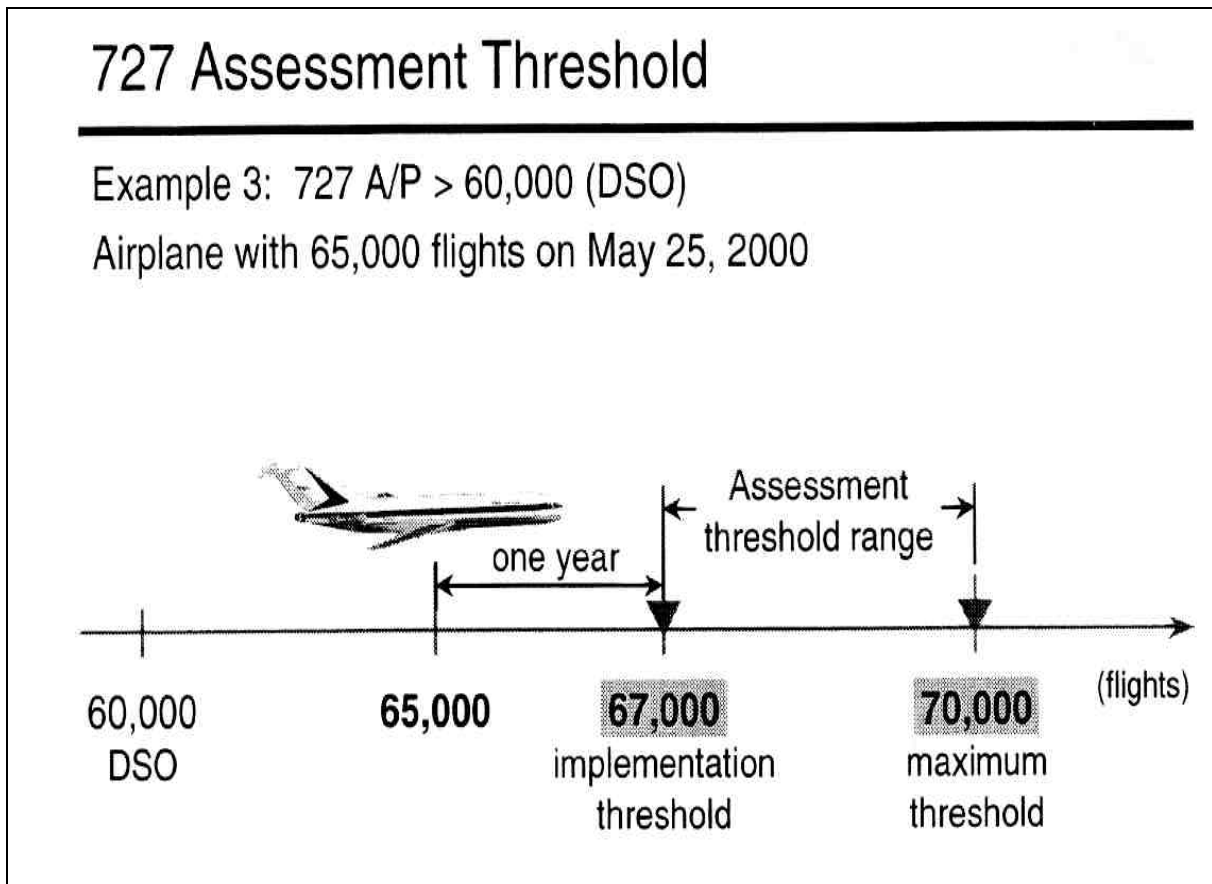 727 Assessment Threshold
Example 3: 727 A/P > 60,000 (DSO)
Airplane with 65,000 flights on May 25, 2000
Assessment
threshold range
one year
60,000
DSO
65,000
67,000
implementation
threshold
70,000
maximum
threshold
(flights)